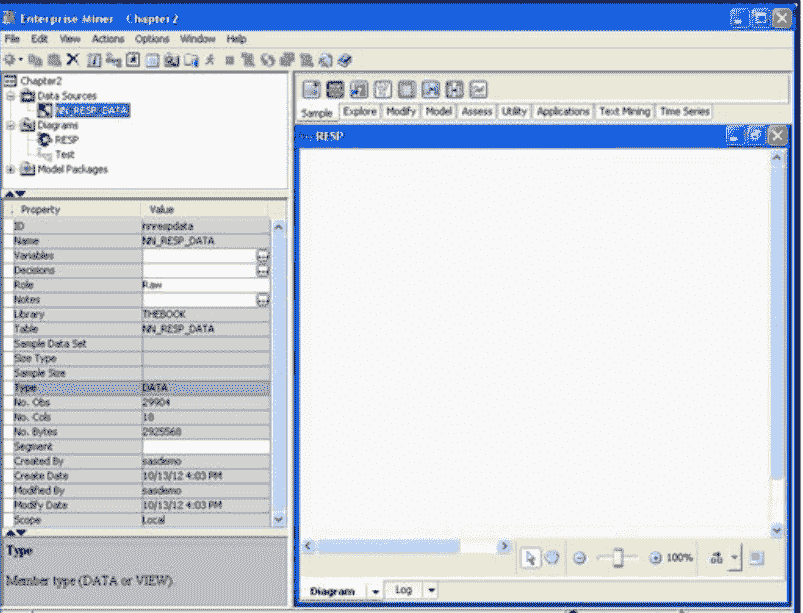 Enterprise Miner - Chapter2
File Edit View Actions Options Window Help
Chapter2
Data Sources
NN_RESP_DATA
Diagrams
RESP
Test
Model Packages
Sample Explore Modify Model Assess Utility Applications Text Mining Time Series
RESP
Property Value
ID nnrespdata
Name NN_RESP_DATA
Variables
Decisions
Role Raw
Notes
Library THEBOOK
Table NN_RESP_DATA
Sample Data Set
Size Type
Sample Size
Type DATA
No. Obs 29904
No. Cols 18
No. Bytes 2925568
Segment
Created By sasdemo
Create Date 10/13/12 4:03 PM
Modified By sasdemo
Modify Date 10/13/12 4:03 PM
Scope Local
Type
Member type (DATA or VIEW)
100%
Diagram Log